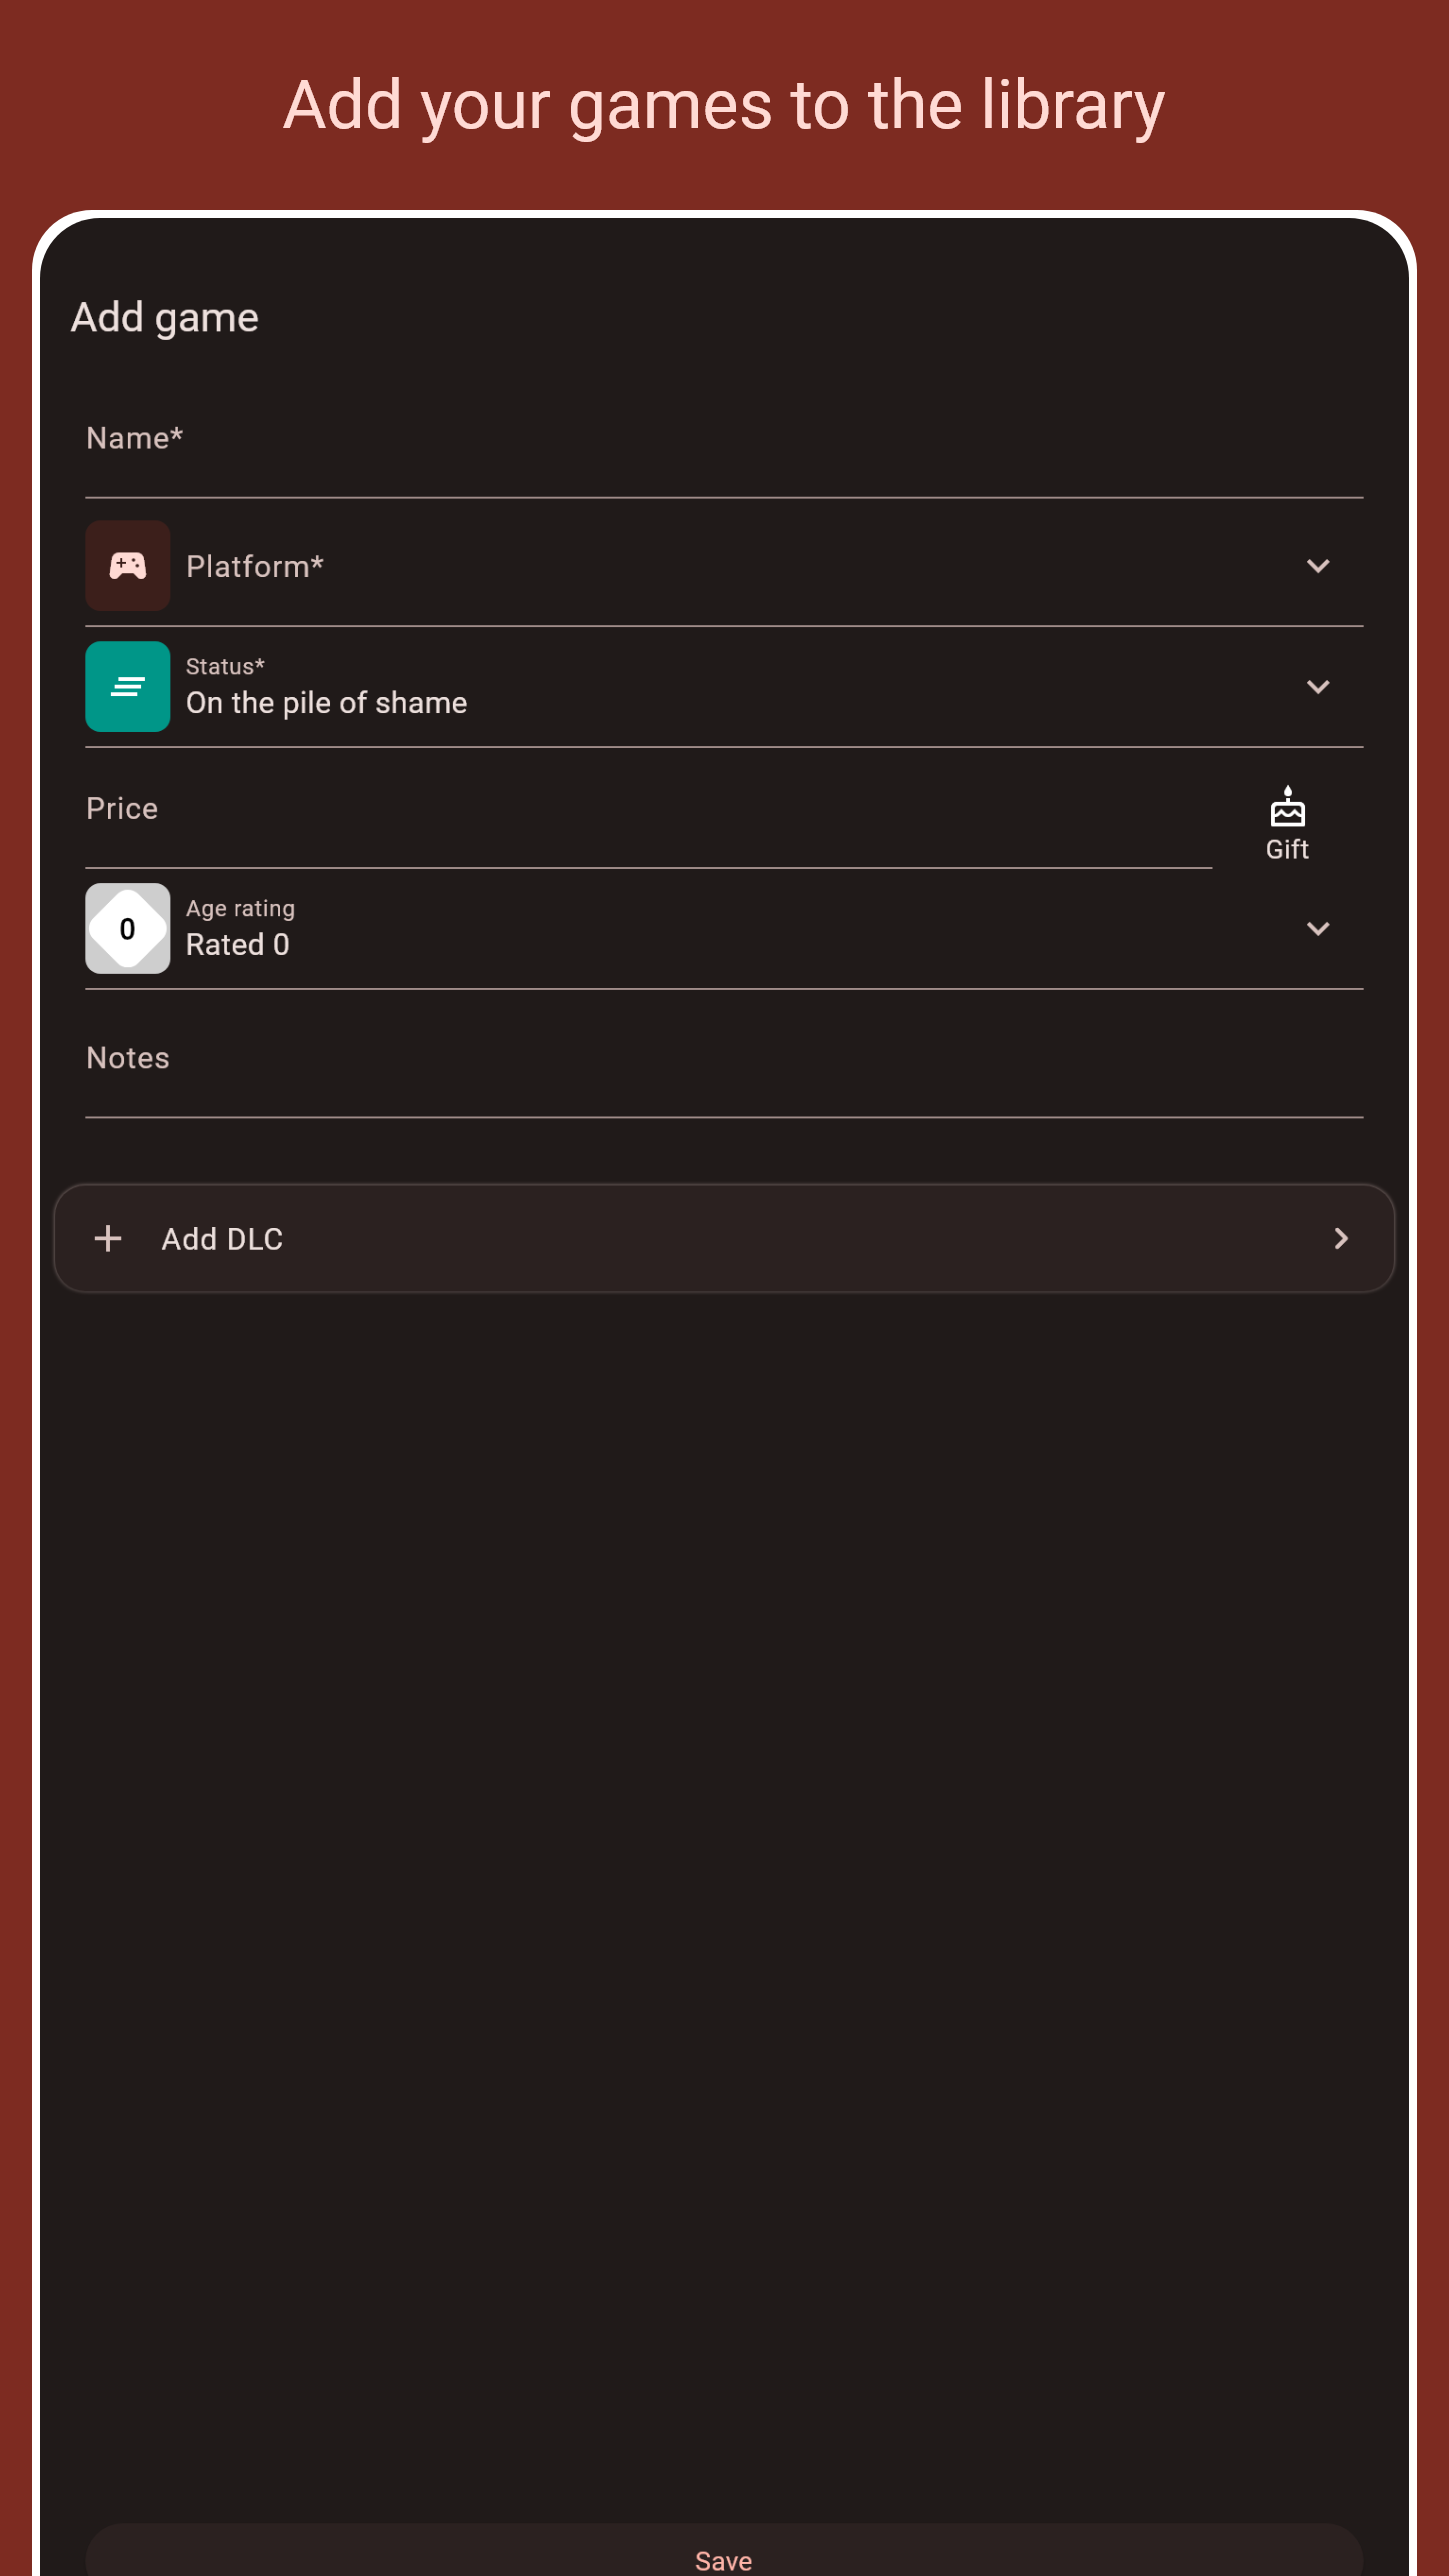 Add your games to the library
Add game
Name*
Platform*
Status*
On the pile of shame
Price
Gift
0
Age rating
Rated 0
Notes
Add DLC
Save